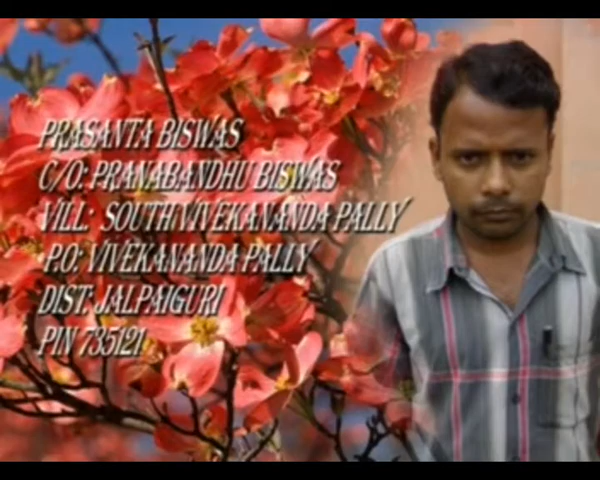 PRASANTA BISWAS
C/O: PRANABANDHU BISWAS
VILL: SOUTH VIVEKANANDA PALLY
P.O: VIVEKANANDA PALLY
DIST: JALPAIGURI
PIN 735121